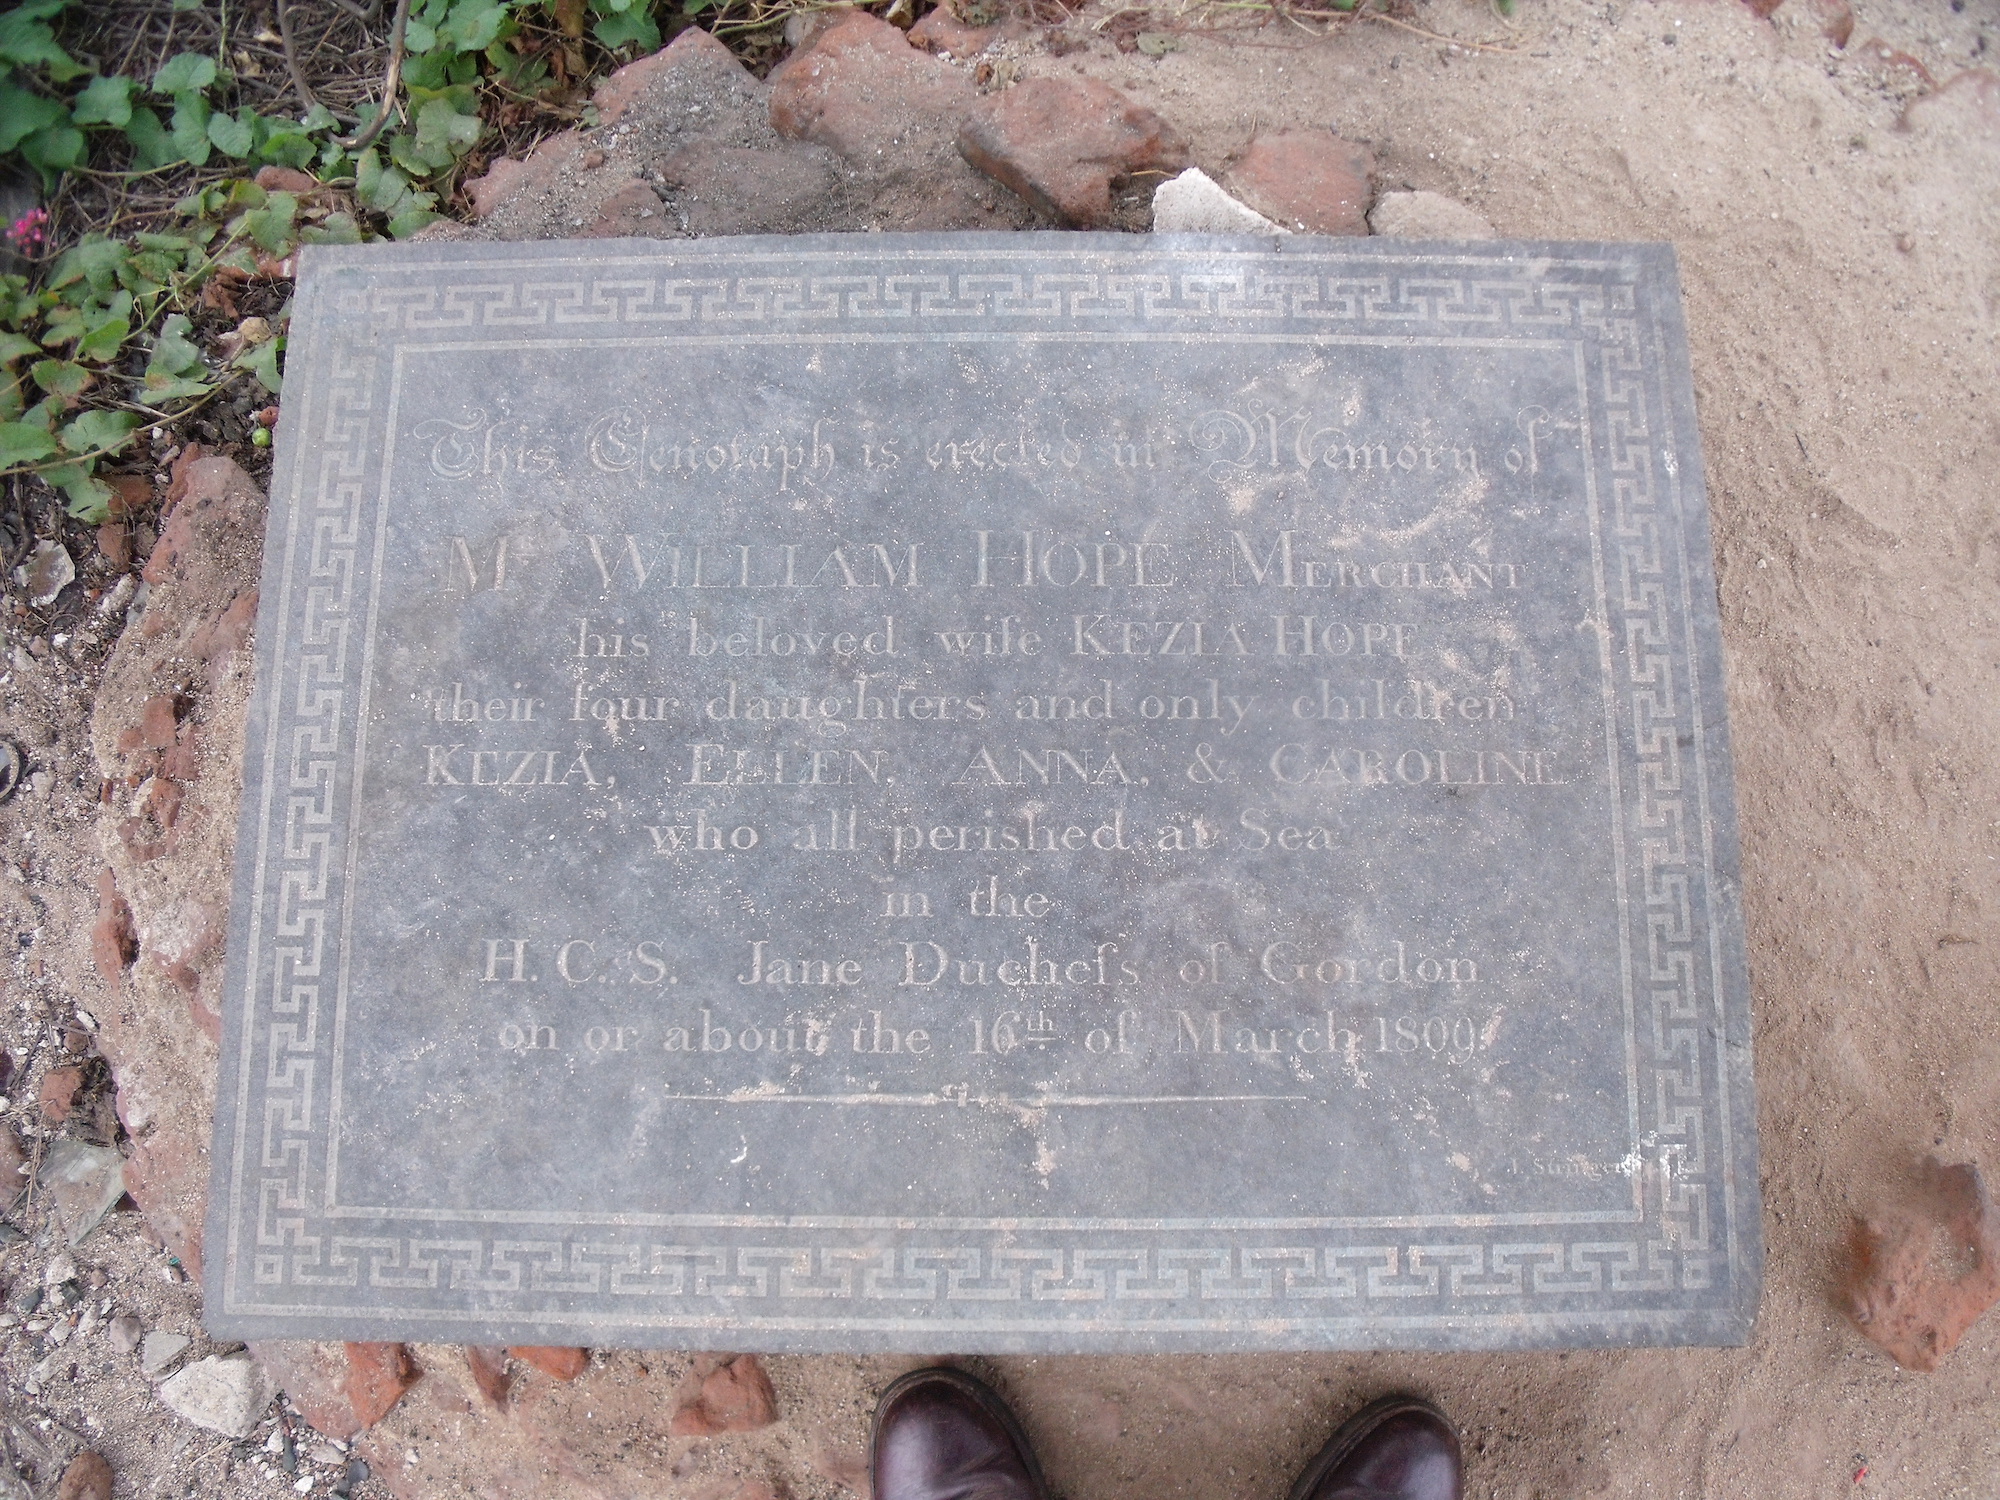 This Cenotaph is erected in Memory of
Mr WILLIAM HOPE MERCHANT
his beloved wife KEZIA HOPE
their four daughters and only children
KEZIA, ELLEN, ANNA, & CAROLINE
who all perished at Sea
in the
H. C. S. Jane Ducheſs of Gordon
on or about the 16th of March 1809.
J. Stringer